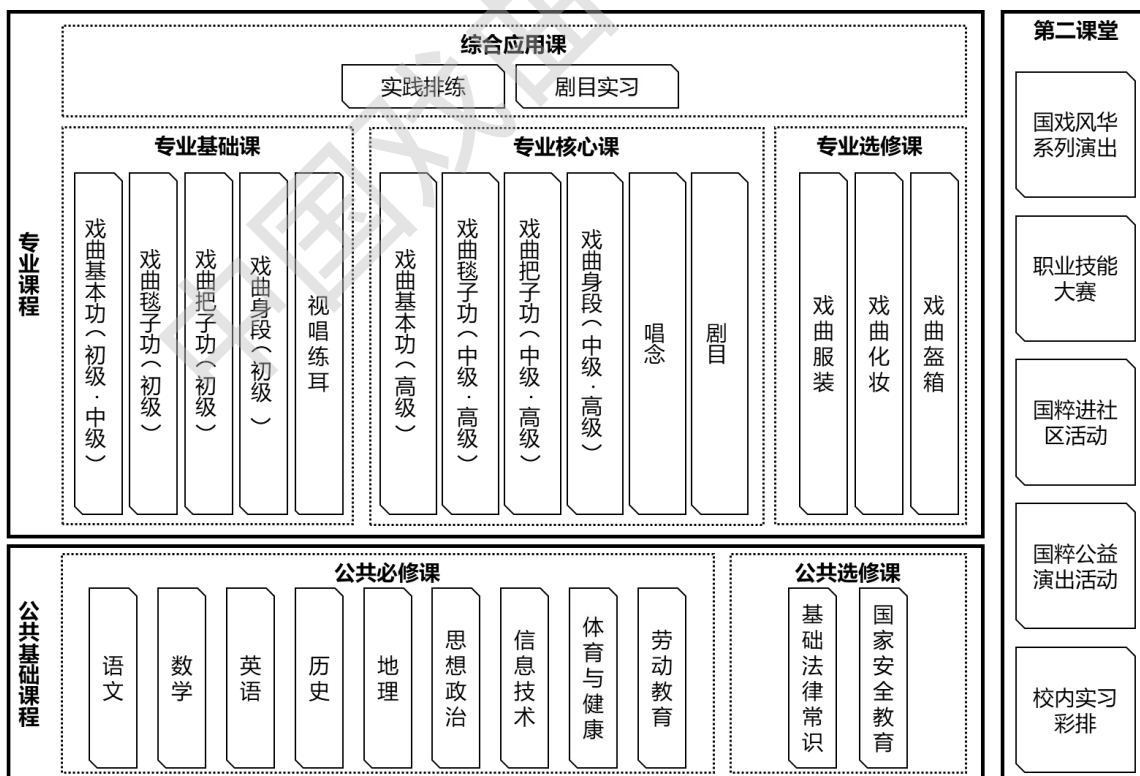 综合应用课
实践排练
剧目实习
专业课程
专业基础课
戏曲基本功（初级·中级）
戏曲毯子功（初级）
戏曲把子功（初级）
戏曲身段（初级）
视唱练耳
专业核心课
戏曲基本功（高级）
戏曲毯子功（中级·高级）
戏曲把子功（中级·高级）
戏曲身段（中级·高级）
唱念
剧目
专业选修课
戏曲服装
戏曲化妆
戏曲盔箱
公共基础课程
公共必修课
语文
数学
英语
历史
地理
思想政治
信息技术
体育与健康
劳动教育
公共选修课
基础法律常识
国家安全教育
第二课堂
国戏风华
系列演出
职业技能
大赛
国粹进社
区活动
国粹公益
演出活动
校内实习
彩排
中国戏曲